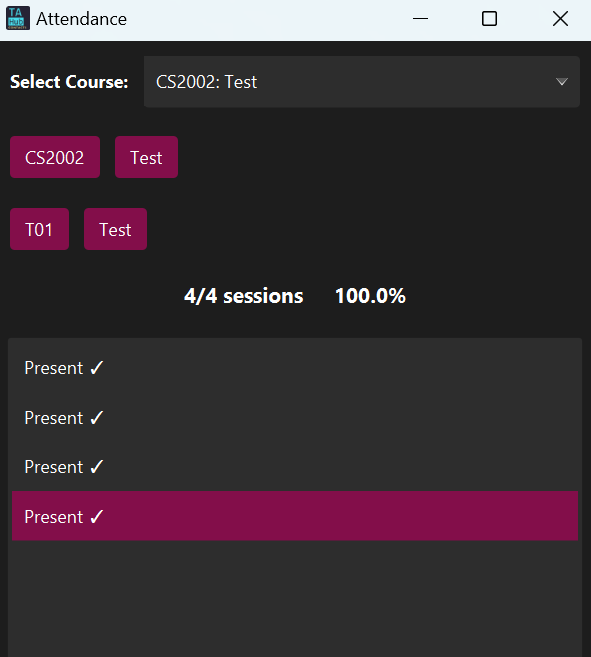 TA
Hub
Attendance
Select Course: CS2002: Test
CS2002 Test
T01 Test
4/4 sessions 100.0%
Present ✓
Present ✓
Present ✓
Present ✓